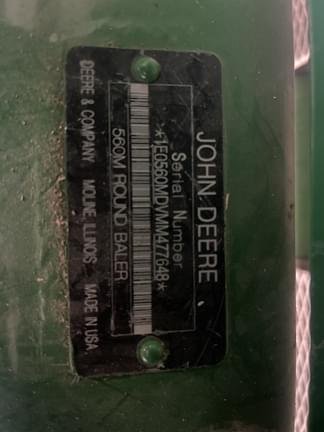 JOHN DEERE
Serial Number
*1E0560MDVMM477648*
560M ROUND BALER
DEERE & COMPANY MOLINE, ILLINOIS MADE IN USA